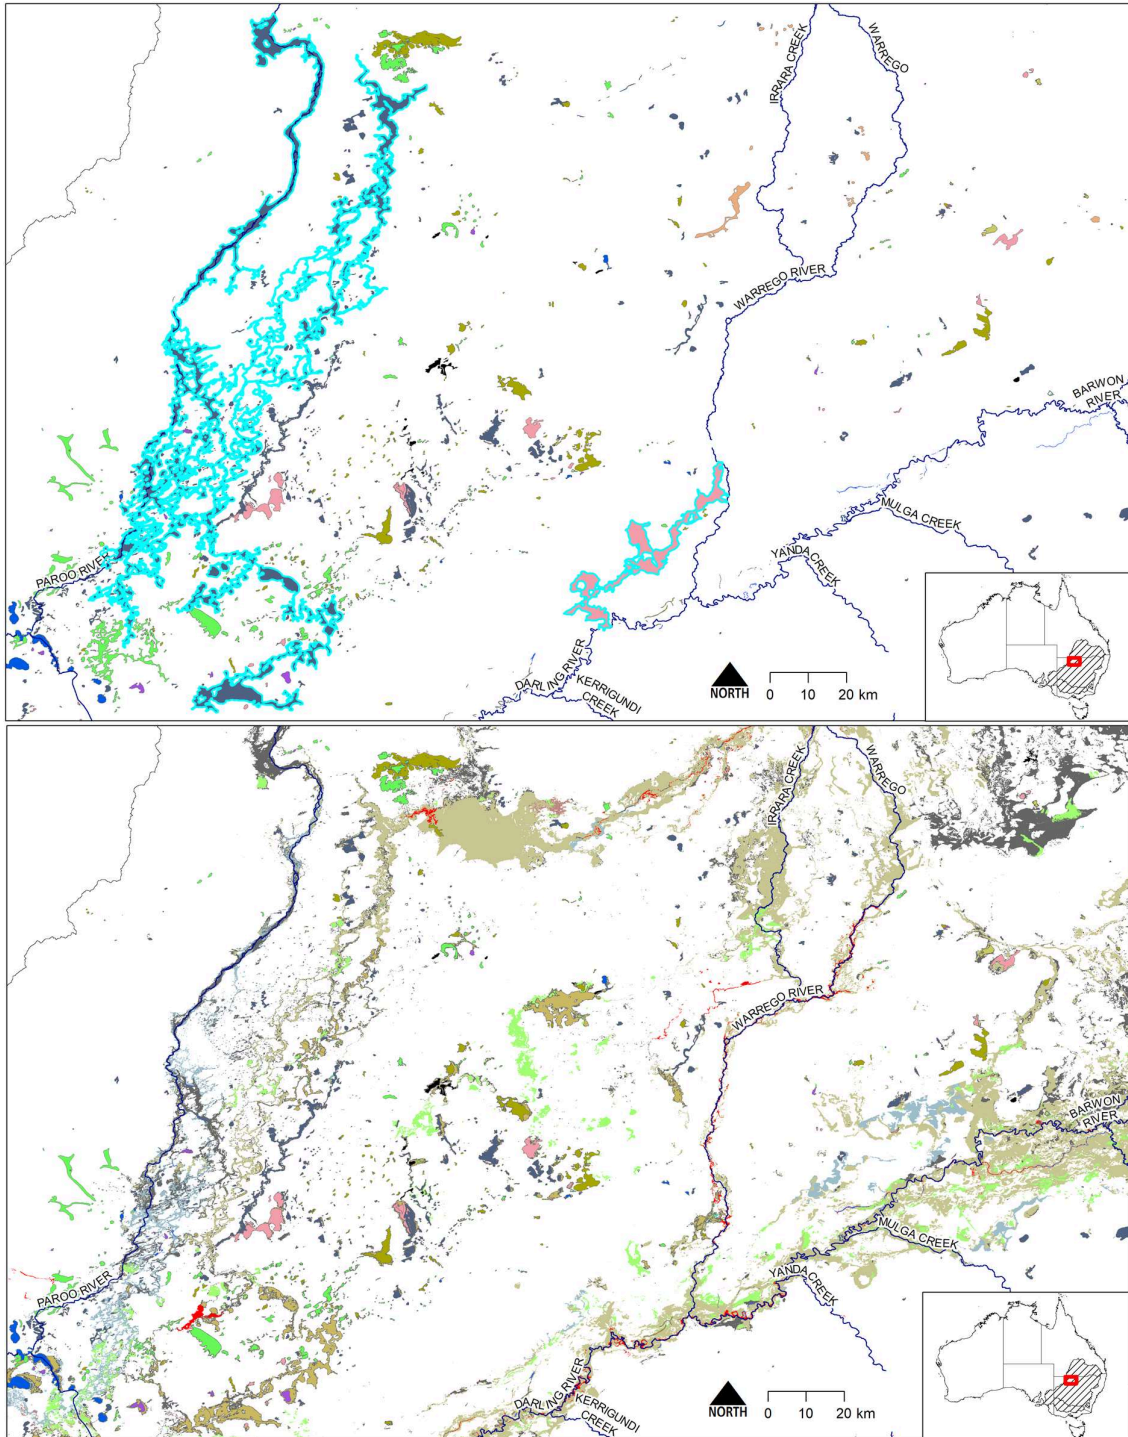 IRRARA CREEK
WARREGO
WARREGO RIVER
BARWON
RIVER
MULGA CREEK
YANDA CREEK
PAROO RIVER
DARLING RIVER
KERRIGUNDI
CREEK
NORTH
0 10 20 km
IRRARA CREEK
WARREGO
WARREGO RIVER
BARWON
RIVER
MULGA CREEK
YANDA CREEK
PAROO RIVER
DARLING RIVER
KERRIGUNDI
CREEK
NORTH
0 10 20 km